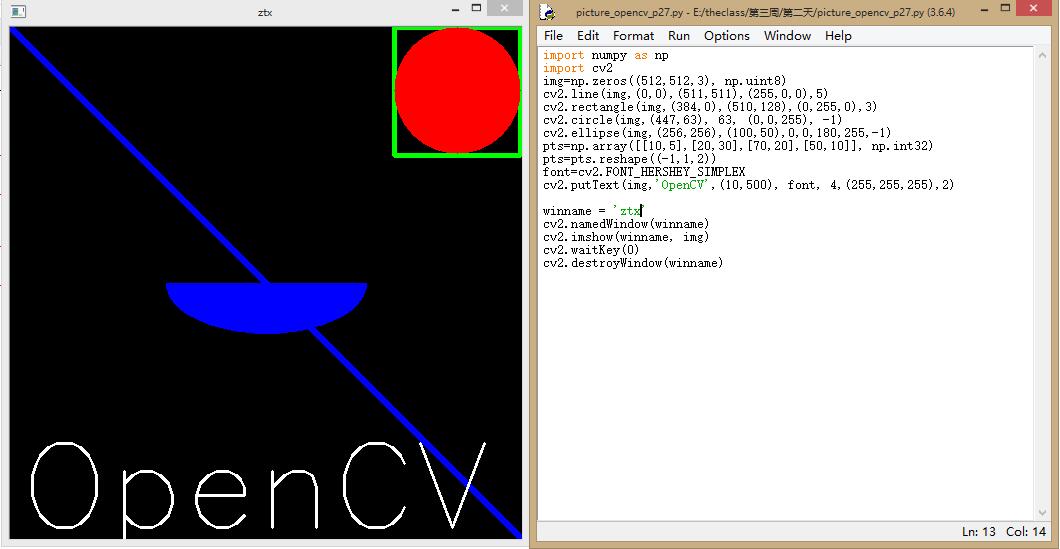 ztx
OpenCV
picture_opencv_p27.py - E:/theclass/第三周/第二天/picture_opencv_p27.py (3.6.4)
File Edit Format Run Options Window Help
import numpy as np
import cv2
img=np.zeros((512,512,3), np.uint8)
cv2.line(img,(0,0),(511,511),(255,0,0),5)
cv2.rectangle(img,(384,0),(510,128),(0,255,0),3)
cv2.circle(img,(447,63), 63, (0,0,255), -1)
cv2.ellipse(img,(256,256),(100,50),0,0,180,255,-1)
pts=np.array([[10,5],[20,30],[70,20],[50,10]], np.int32)
pts=pts.reshape((-1,1,2))
font=cv2.FONT_HERSHEY_SIMPLEX
cv2.putText(img,'OpenCV',(10,500), font, 4,(255,255,255),2)
winname = 'ztx'
cv2.namedWindow(winname)
cv2.imshow(winname, img)
cv2.waitKey(0)
cv2.destroyWindow(winname)
Ln: 13 Col: 14